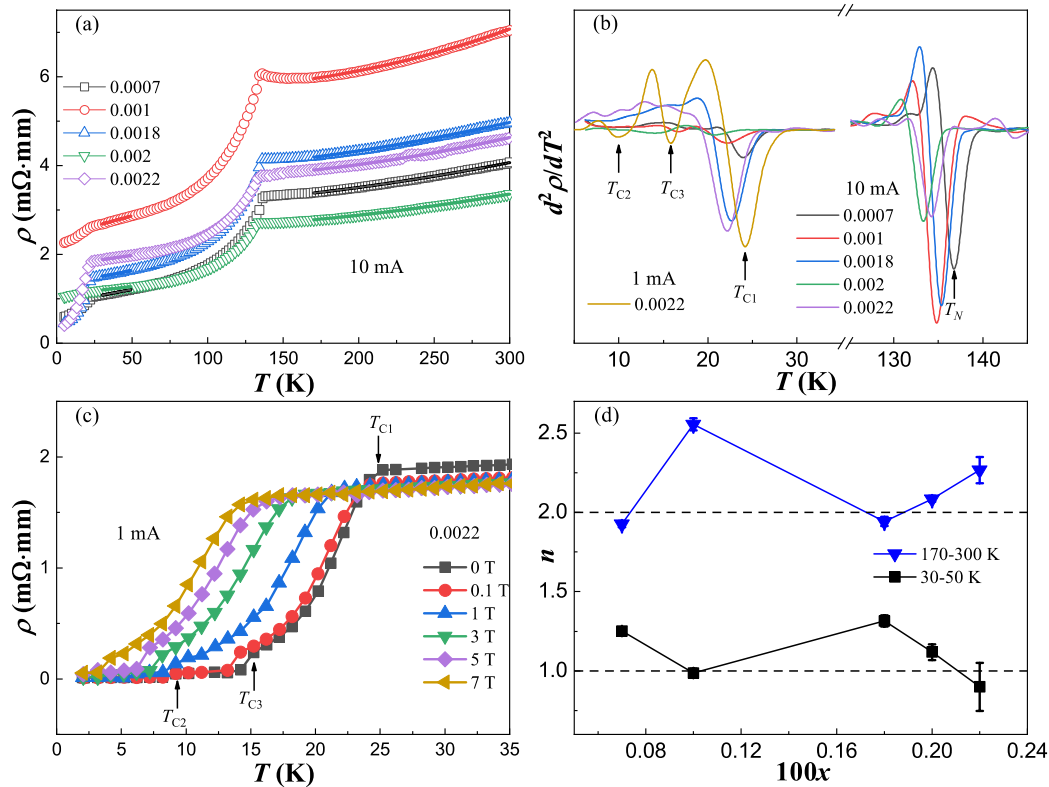 (a)
ρ (mΩ·mm)
6
4
2
0
0.0007
0.001
0.0018
0.002
0.0022
10 mA
0 50 100 150 200 250 300
T (K)
(b)
d²ρ/dT²
T_C2
T_C3
T_C1
1 mA
0.0022
10 mA
0.0007
0.001
0.0018
0.002
0.0022
T_N
10 20 30 130 140
T (K)
(c)
ρ (mΩ·mm)
2
1
0
T_C1
1 mA
0.0022
0 T
0.1 T
1 T
3 T
5 T
7 T
T_C2
T_C3
0 5 10 15 20 25 30 35
T (K)
(d)
n
2.5
2.0
1.5
1.0
170-300 K
30-50 K
0.08 0.12 0.16 0.20 0.24
100x